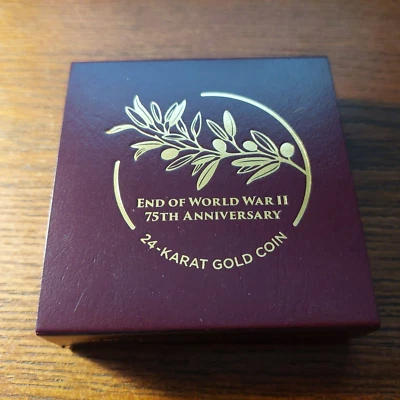 END OF WORLD WAR II
75TH ANNIVERSARY
24-KARAT GOLD COIN